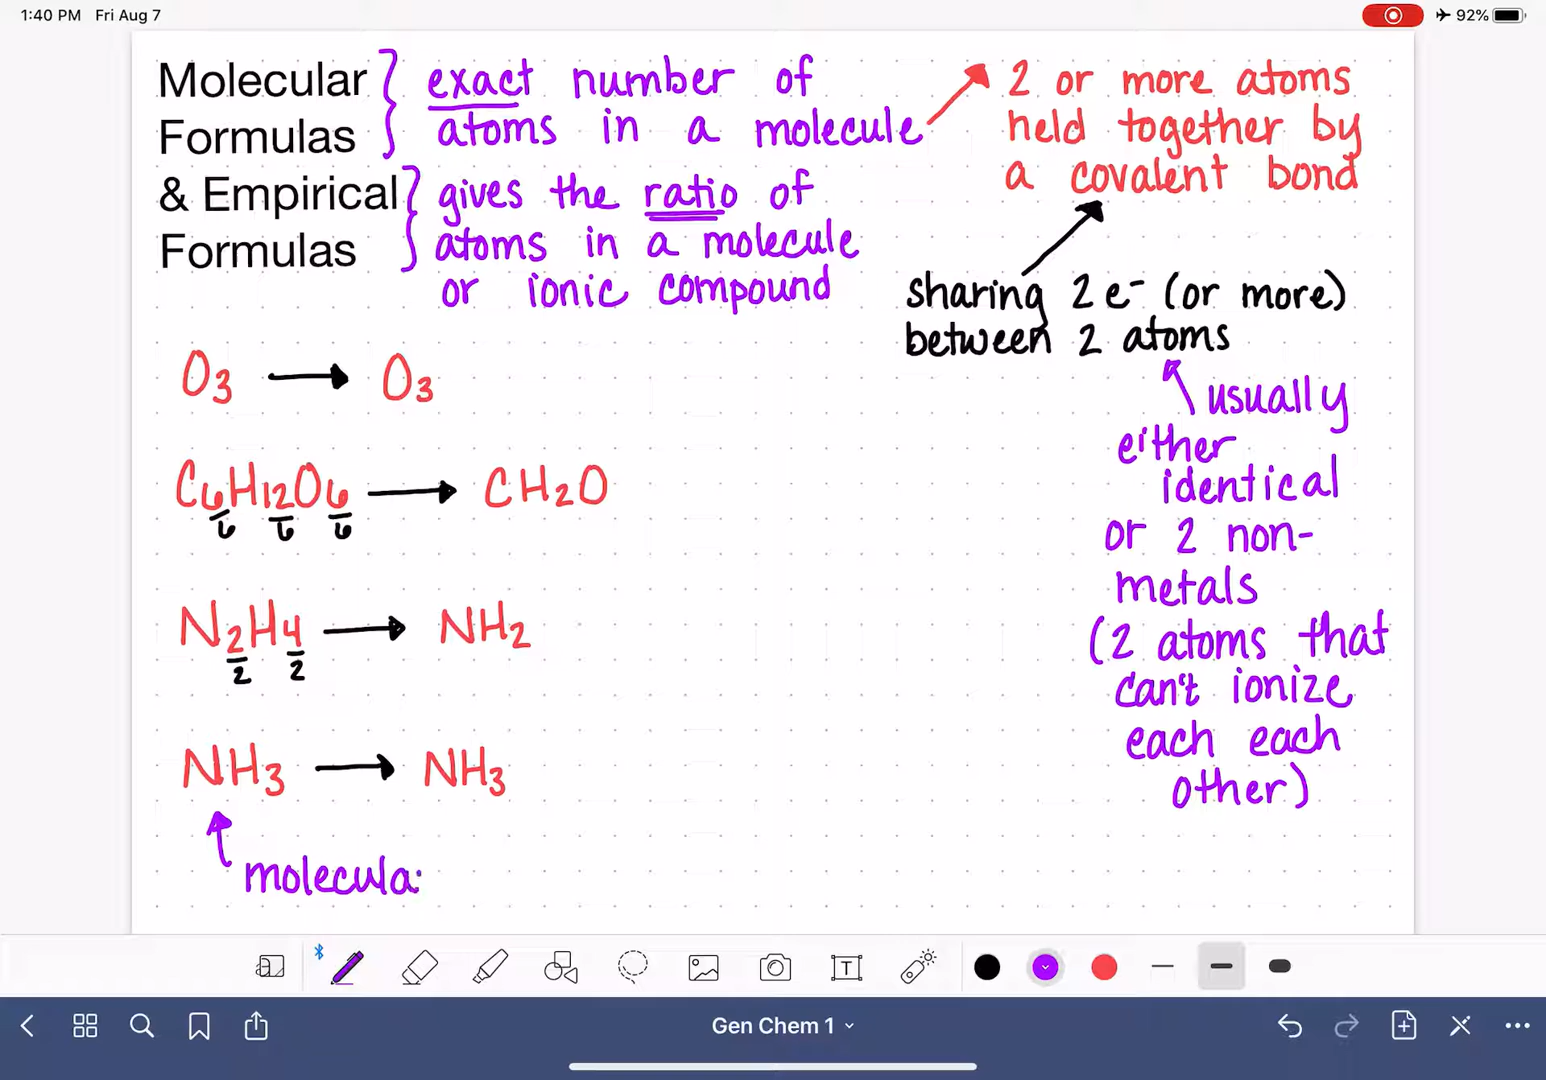 1:40 PM Fri Aug 7
92%
Molecular
Formulas
& Empirical
Formulas
exact number of
atoms in a molecule
gives the ratio of
atoms in a molecule
or ionic compound
2 or more atoms
held together by
a covalent bond
sharing 2 e⁻ (or more)
between 2 atoms
usually
either
identical
or 2 non-
metals
(2 atoms that
can't ionize
each each
other)
O₃ → O₃
C₆H₁₂O₆ → CH₂O
6 6 6
N₂H₄ → NH₂
2 2
NH₃ → NH₃
molecula:
Gen Chem 1